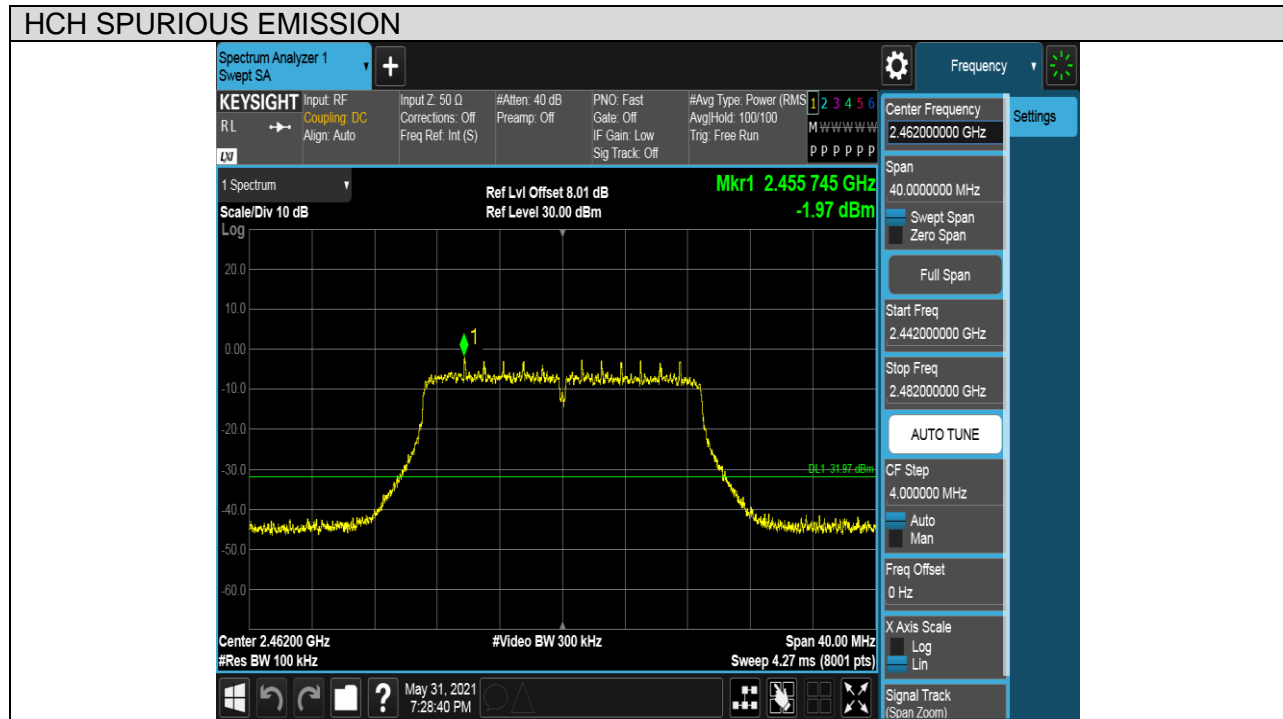 HCH SPURIOUS EMISSION
Spectrum Analyzer 1
Swept SA
Frequency
KEYSIGHT
RL
LXI
Input: RF
Coupling: DC
Align: Auto
Input Z: 50 Ω
Corrections: Off
Freq Ref: Int (S)
#Atten: 40 dB
Preamp: Off
PNO: Fast
Gate: Off
IF Gain: Low
Sig Track: Off
#Avg Type: Power (RMS
Avg|Hold: 100/100
Trig: Free Run
1 2 3 4 5 6
M W W W W W
P P P P P P
1 Spectrum
Scale/Div 10 dB
Ref Lvl Offset 8.01 dB
Ref Level 30.00 dBm
Mkr1 2.455 745 GHz
-1.97 dBm
Log
20.0
10.0
0.00
-10.0
-20.0
-30.0
-40.0
-50.0
-60.0
1
DL1 -31.97 dBm
Center 2.46200 GHz
#Res BW 100 kHz
#Video BW 300 kHz
Span 40.00 MHz
Sweep 4.27 ms (8001 pts)
Center Frequency
2.462000000 GHz
Settings
Span
40.0000000 MHz
Swept Span
Zero Span
Full Span
Start Freq
2.442000000 GHz
Stop Freq
2.482000000 GHz
AUTO TUNE
CF Step
4.000000 MHz
Auto
Man
Freq Offset
0 Hz
X Axis Scale
Log
Lin
Signal Track
(Span Zoom)
?
May 31, 2021
7:28:40 PM